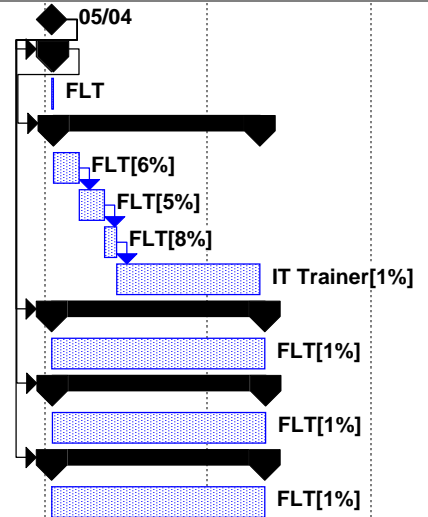 05/04
FLT
FLT[6%]
FLT[5%]
FLT[8%]
IT Trainer[1%]
FLT[1%]
FLT[1%]
FLT[1%]